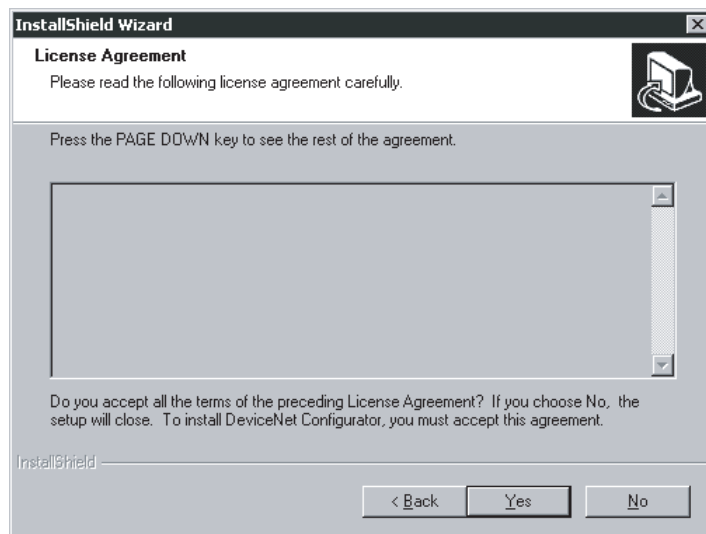 InstallShield Wizard
License Agreement
Please read the following license agreement carefully.
Press the PAGE DOWN key to see the rest of the agreement.
Do you accept all the terms of the preceding License Agreement? If you choose No, the
setup will close. To install DeviceNet Configurator, you must accept this agreement.
InstallShield
< Back
Yes
No